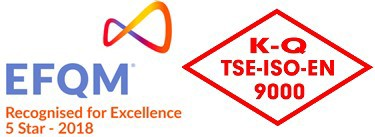 EFQM®
Recognised for Excellence
5 Star - 2018
K-Q
TSE-ISO-EN
9000